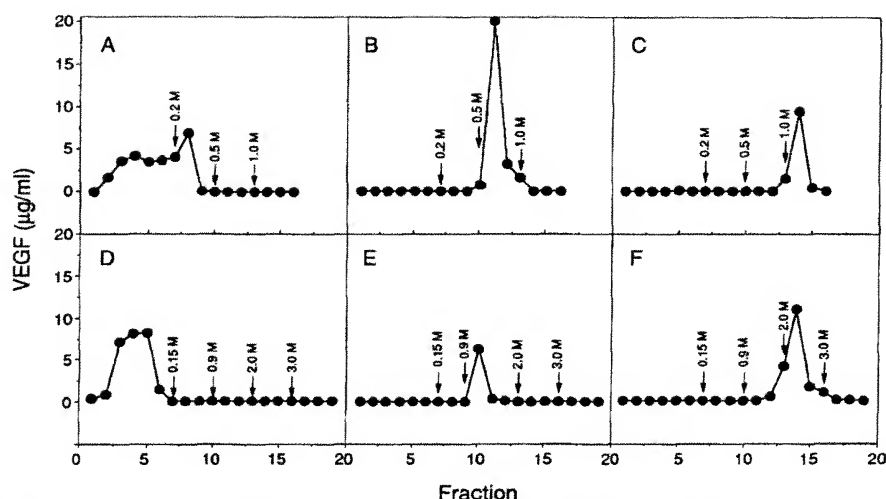 20
15
10
5
0
A
0.2 M
0.5 M
1.0 M
B
0.2 M
0.5 M
1.0 M
C
0.2 M
0.5 M
1.0 M
VEGF (µg/ml)
20
15
10
5
0
D
0.15 M
0.9 M
2.0 M
3.0 M
E
0.15 M
0.9 M
2.0 M
3.0 M
F
0.15 M
0.9 M
2.0 M
3.0 M
0 5 10 15 20 5 10 15 20 5 10 15 20
Fraction